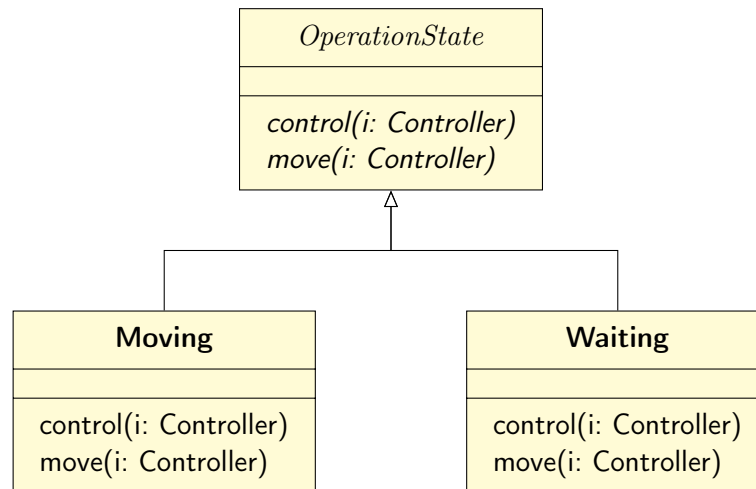 OperationState
control(i: Controller)
move(i: Controller)
Moving
control(i: Controller)
move(i: Controller)
Waiting
control(i: Controller)
move(i: Controller)